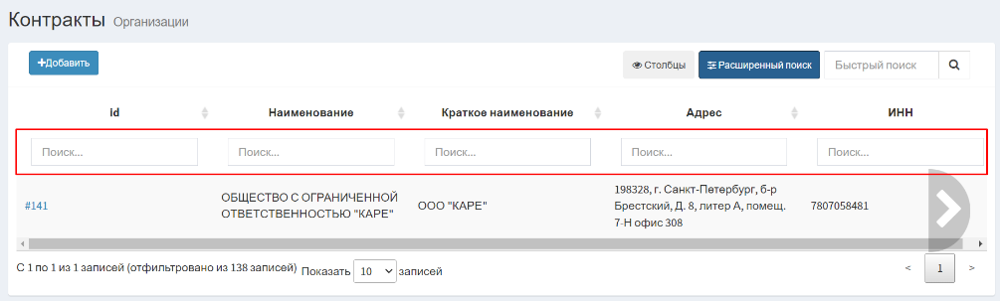 Контракты Организации
+Добавить Столбцы Расширенный поиск Быстрый поиск
Id Наименование Краткое наименование Адрес ИНН
Поиск... Поиск... Поиск... Поиск... Поиск...
#141 ОБЩЕСТВО С ОГРАНИЧЕННОЙ ОТВЕТСТВЕННОСТЬЮ "КАРЕ" ООО "КАРЕ" 198328, г. Санкт-Петербург, б-р Брестский, Д. 8, литер А, помещ. 7-Н офис 308 7807058481
С 1 по 1 из 1 записей (отфильтровано из 138 записей) Показать 10 записей < 1 >